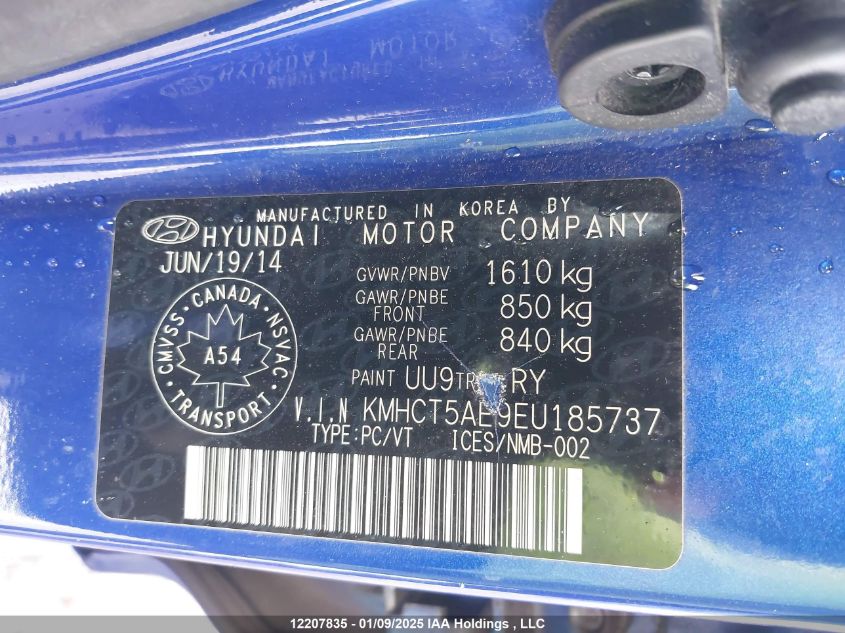 MANUFACTURED IN KOREA BY
HYUNDAI MOTOR COMPANY
JUN/19/14
GVWR/PNBV 1610 kg
GAWR/PNBE FRONT 850 kg
GAWR/PNBE REAR 840 kg
CANADA
CMVSS · NSVAC
A54
TRANSPORT
PAINT UU9 RY
V.I.N KMHCT5AE9EU185737
TYPE:PC/VT ICES/NMB-002
12207835 - 01/09/2025 IAA Holdings , LLC